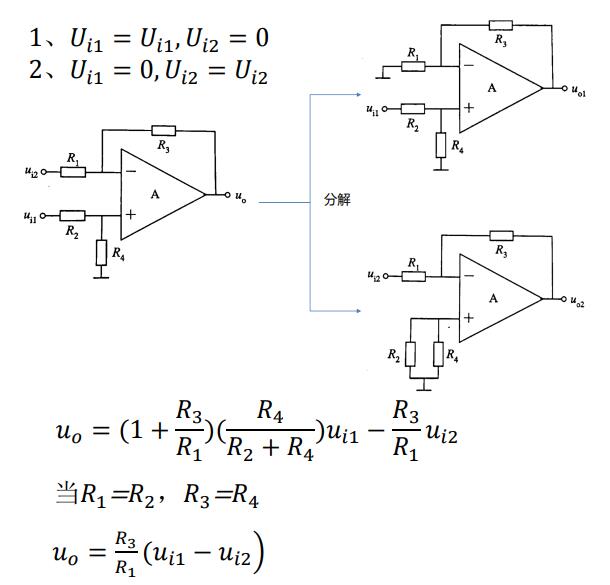 1、U_{i1} = U_{i1}, U_{i2} = 0
2、U_{i1} = 0, U_{i2} = U_{i2}
R_1
R_3
u_{i1}
R_2
A
−
+
R_4
u_{o1}
R_3
u_{i2}
R_1
−
A
+
u_{i1}
R_2
R_4
u_o
分解
R_3
u_{i2}
R_1
−
A
+
R_2
R_4
u_{o2}
u_o = (1 + \frac{R_3}{R_1})(\frac{R_4}{R_2 + R_4})u_{i1} − \frac{R_3}{R_1}u_{i2}
当R_1=R_2，R_3=R_4
u_o = \frac{R_3}{R_1}(u_{i1} − u_{i2})